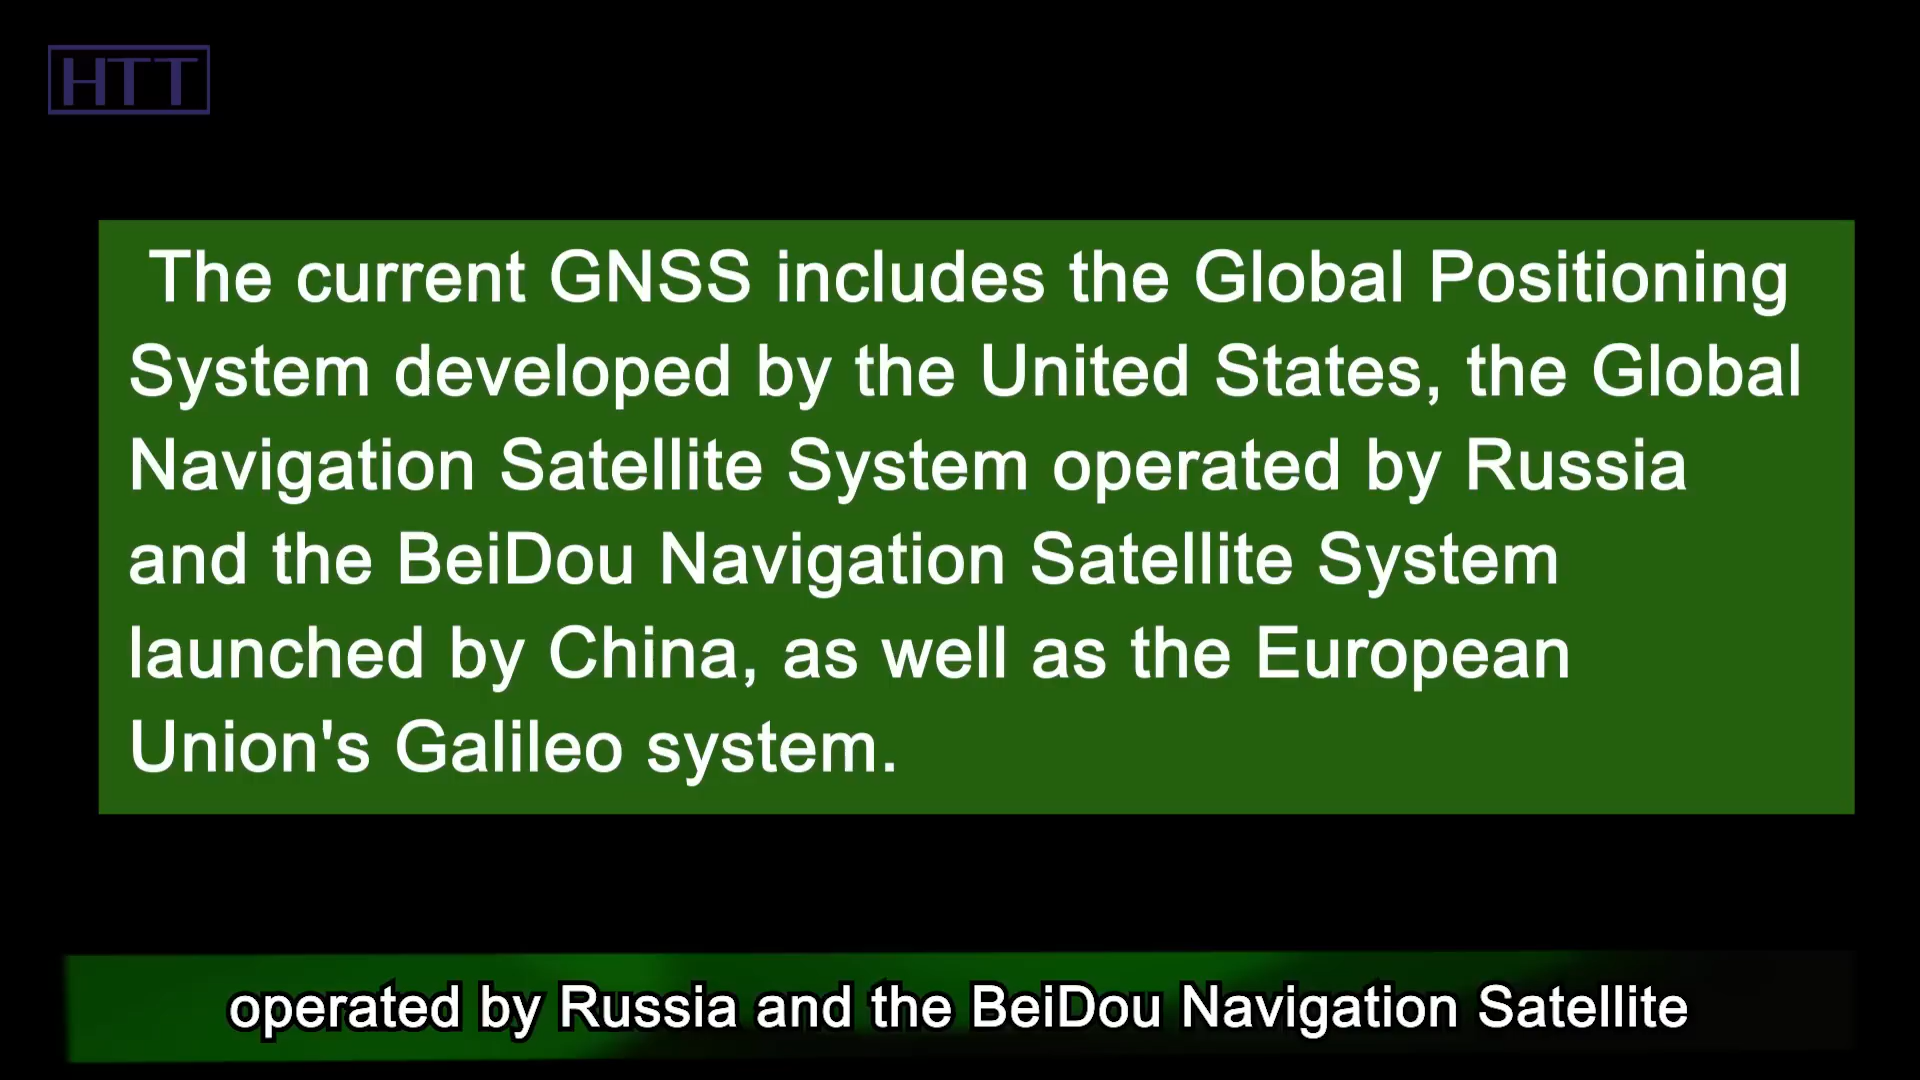 HTT
The current GNSS includes the Global Positioning
System developed by the United States, the Global
Navigation Satellite System operated by Russia
and the BeiDou Navigation Satellite System
launched by China, as well as the European
Union's Galileo system.
operated by Russia and the BeiDou Navigation Satellite